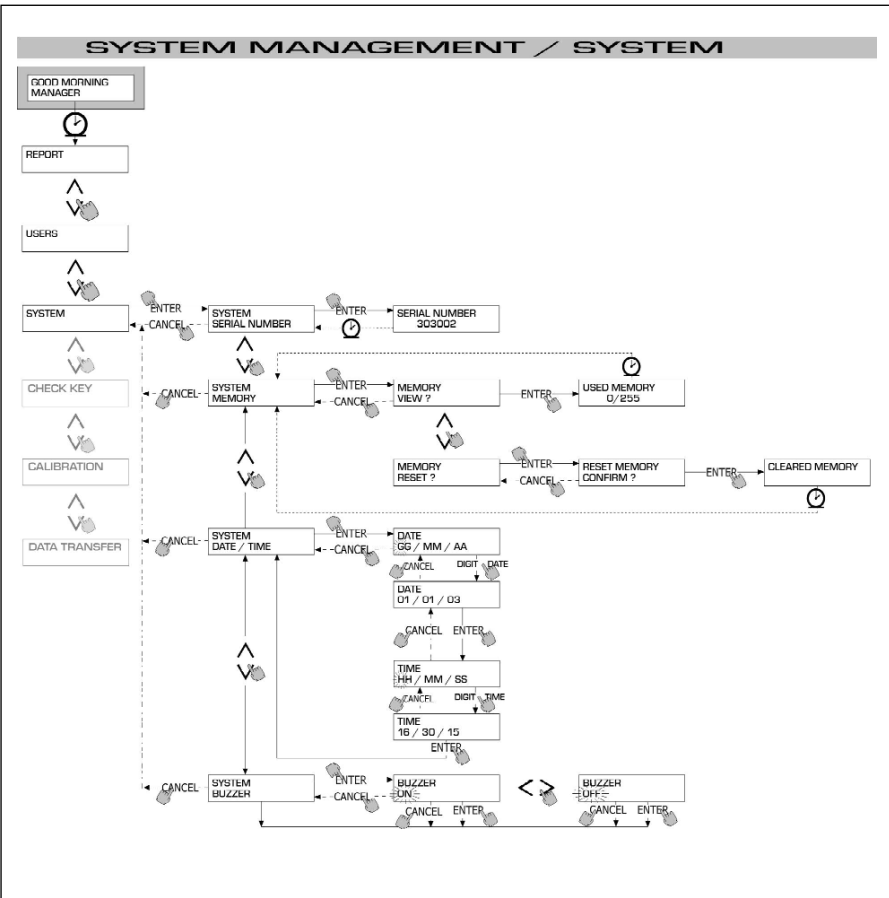 SYSTEM MANAGEMENT / SYSTEM
GOOD MORNING
MANAGER
REPORT
USERS
SYSTEM
ENTER
CANCEL
SYSTEM
SERIAL NUMBER
ENTER
SERIAL NUMBER
303002
CHECK KEY
CANCEL
SYSTEM
MEMORY
ENTER
CANCEL
MEMORY
VIEW ?
ENTER
USED MEMORY
0/255
CALIBRATION
MEMORY
RESET ?
ENTER
CANCEL
RESET MEMORY
CONFIRM ?
ENTER
CLEARED MEMORY
DATA TRANSFER
CANCEL
SYSTEM
DATE / TIME
ENTER
CANCEL
DATE
GG / MM / AA
CANCEL
DIGIT DATE
DATE
01 / 01 / 03
CANCEL ENTER
TIME
HH / MM / SS
CANCEL
DIGIT TIME
TIME
16 / 30 / 15
ENTER
CANCEL
SYSTEM
BUZZER
ENTER
CANCEL
BUZZER
ON
CANCEL ENTER
BUZZER
OFF
CANCEL ENTER